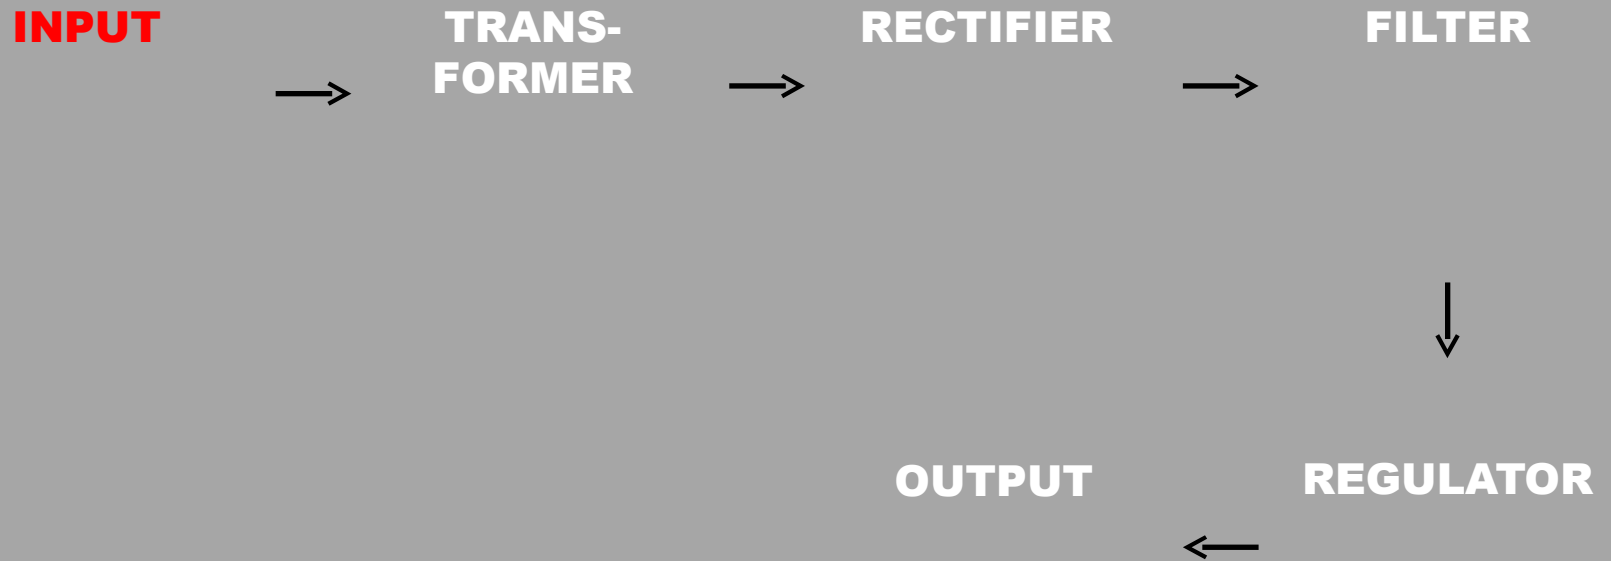 INPUT
TRANS-
FORMER
RECTIFIER
FILTER
REGULATOR
OUTPUT